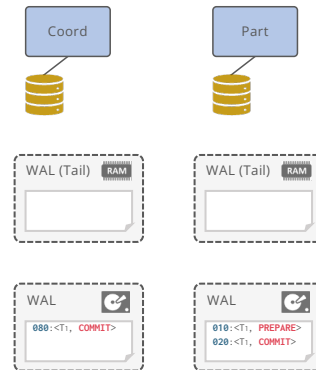 Coord
Part
WAL (Tail) RAM
WAL (Tail) RAM
WAL
080:<T₁, COMMIT>
WAL
010:<T₁, PREPARE>
020:<T₁, COMMIT>